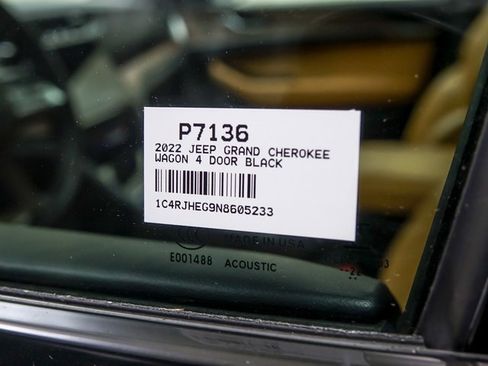 P7136
2022 JEEP GRAND CHEROKEE
WAGON 4 DOOR BLACK
1C4RJHEG9N8605233
MADE IN USA
E001488 ACOUSTIC